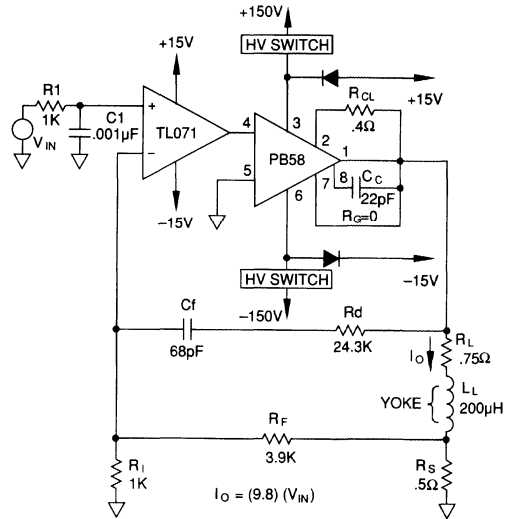 +150V
HV SWITCH
+15V
+15V
R1
1K
C1
.001µF
VIN
+
−
TL071
4
5
3
PB58
2
1
RCL
.4Ω
7
8
CC
22pF
RG=0
6
−15V
−15V
HV SWITCH
−150V
Cf
68pF
Rd
24.3K
IO
RL
.75Ω
YOKE
LL
200µH
RF
3.9K
RI
1K
RS
.5Ω
IO = (9.8) (VIN)